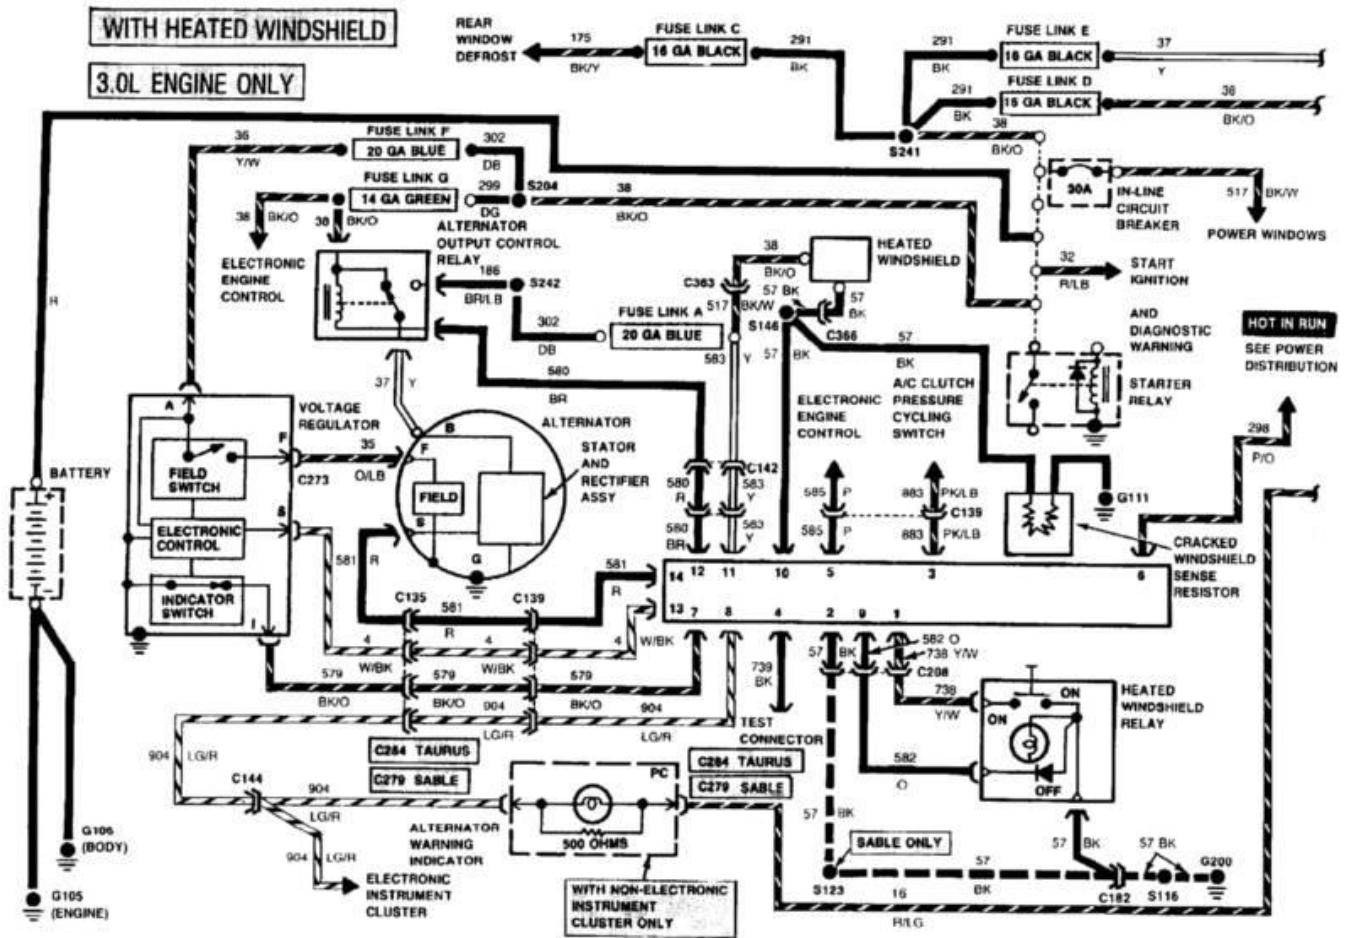 WITH HEATED WINDSHIELD
3.0L ENGINE ONLY
REAR
WINDOW
DEFROST
175
BK/Y
FUSE LINK C
16 GA BLACK
291
BK
291
BK
FUSE LINK E
16 GA BLACK
37
Y
FUSE LINK D
291
BK
16 GA BLACK
38
BK/O
S241
38
BK/O
36
Y/W
FUSE LINK F
20 GA BLUE
302
DB
FUSE LINK G
14 GA GREEN
299
DG
S204
38
BK/O
30A
IN-LINE
CIRCUIT
BREAKER
517
BK/W
POWER WINDOWS
38
BK/O
38
BK/O
ELECTRONIC
ENGINE
CONTROL
ALTERNATOR
OUTPUT CONTROL
RELAY
186
BR/LB
S242
302
DB
FUSE LINK A
20 GA BLUE
38
BK/O
HEATED
WINDSHIELD
C363
517
BK/W
57 BK
57
BK
S146
C366
583
Y
57
BK
57
BK
32
R/LB
START
IGNITION
AND
DIAGNOSTIC
WARNING
HOT IN RUN
SEE POWER
DISTRIBUTION
STARTER
RELAY
R
37
Y
580
BR
A
VOLTAGE
REGULATOR
F
FIELD
SWITCH
C273
35
O/LB
B
F
ALTERNATOR
STATOR
AND
RECTIFIER
ASSY
FIELD
S
G
ELECTRONIC
ENGINE
CONTROL
A/C CLUTCH
PRESSURE
CYCLING
SWITCH
298
P/O
BATTERY
+
−
S
ELECTRONIC
CONTROL
INDICATOR
SWITCH
I
580
R
C142
583
Y
580
BR
583
Y
585
P
585
P
883
PK/LB
C139
883
PK/LB
G111
CRACKED
WINDSHIELD
SENSE
RESISTOR
581
R
14
12
11
10
5
3
6
13
7
8
4
2
9
1
C135
C139
581
R
581
R
4
W/BK
4
W/BK
4
W/BK
579
BK/O
579
BK/O
579
BK/O
904
LG/R
904
LG/R
739
BK
TEST
CONNECTOR
57
BK
582 O
738 Y/W
C208
738
Y/W
582
O
ON
ON
OFF
HEATED
WINDSHIELD
RELAY
904
LG/R
C144
C284 TAURUS
C279 SABLE
C284 TAURUS
C279 SABLE
904
LG/R
904
LG/R
PC
500 OHMS
ALTERNATOR
WARNING
INDICATOR
ELECTRONIC
INSTRUMENT
CLUSTER
WITH NON-ELECTRONIC
INSTRUMENT
CLUSTER ONLY
57
BK
SABLE ONLY
S123
57
BK
57
BK
57 BK
G200
C182
S116
16
R/LG
G106
(BODY)
G105
(ENGINE)